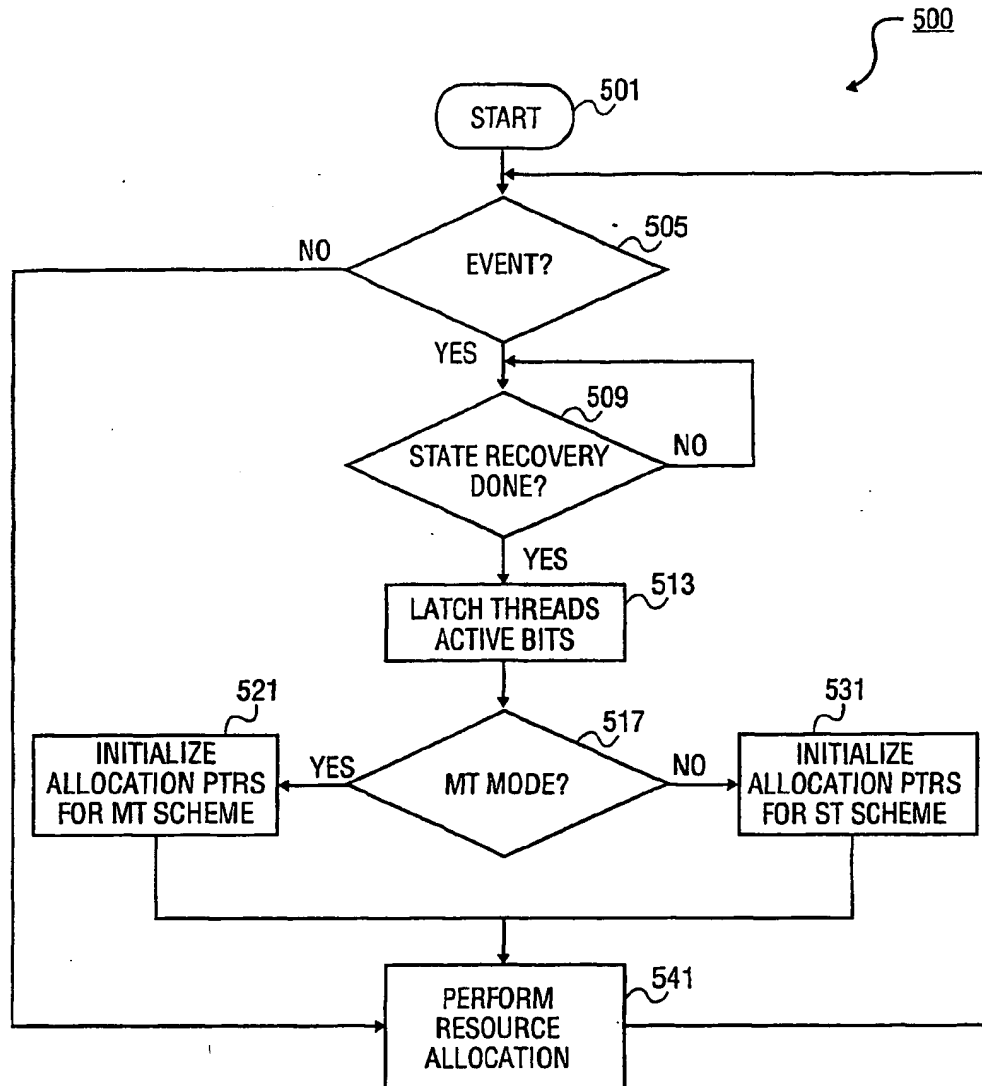 500
START
501
NO
EVENT?
505
YES
509
STATE RECOVERY
DONE?
NO
YES
LATCH THREADS
ACTIVE BITS
513
521
INITIALIZE
ALLOCATION PTRS
FOR MT SCHEME
YES
MT MODE?
517
NO
531
INITIALIZE
ALLOCATION PTRS
FOR ST SCHEME
PERFORM
RESOURCE
ALLOCATION
541